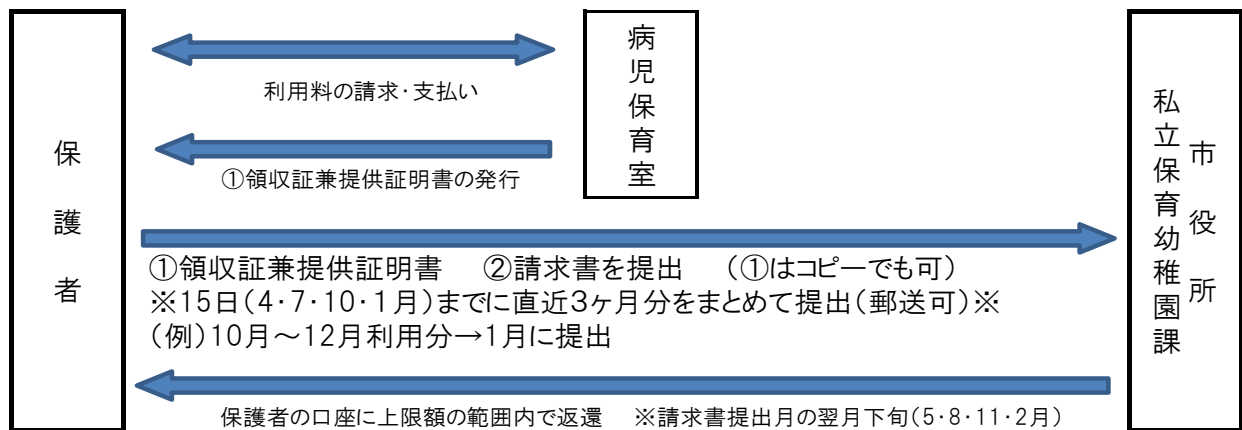 保護者
利用料の請求・支払い
①領収証兼提供証明書の発行
病児保育室
①領収証兼提供証明書　②請求書を提出　（①はコピーでも可）
※15日（4・7・10・1月）までに直近3ヶ月分をまとめて提出（郵送可）※
（例）10月～12月利用分→1月に提出
保護者の口座に上限額の範囲内で返還　※請求書提出月の翌月下旬（5・8・11・2月）
市役所
私立保育幼稚園課